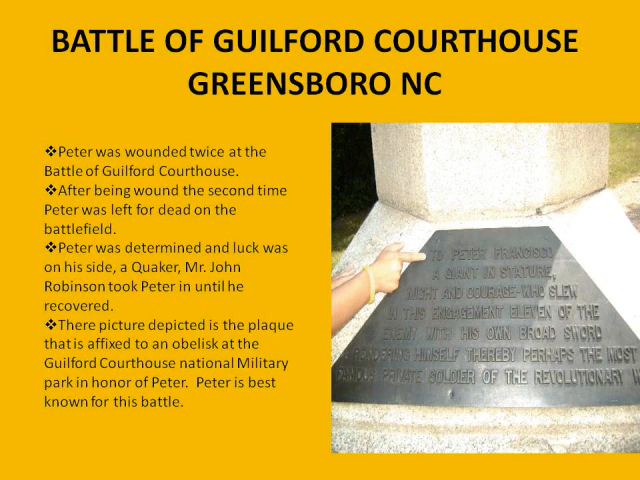 BATTLE OF GUILFORD COURTHOUSE
GREENSBORO NC
❖Peter was wounded twice at the
Battle of Guilford Courthouse.
❖After being wound the second time
Peter was left for dead on the
battlefield.
❖Peter was determined and luck was
on his side, a Quaker, Mr. John
Robinson took Peter in until he
recovered.
❖There picture depicted is the plaque
that is affixed to an obelisk at the
Guilford Courthouse national Military
park in honor of Peter.  Peter is best
known for this battle.
TO PETER FRANCISCO
A GIANT IN STATURE,
MIGHT AND COURAGE-WHO SLEW
IN THIS ENGAGEMENT ELEVEN OF THE
ENEMY WITH HIS OWN BROAD SWORD
RENDERING HIMSELF THEREBY PERHAPS THE MOST
FAMOUS PRIVATE SOLDIER OF THE REVOLUTIONARY